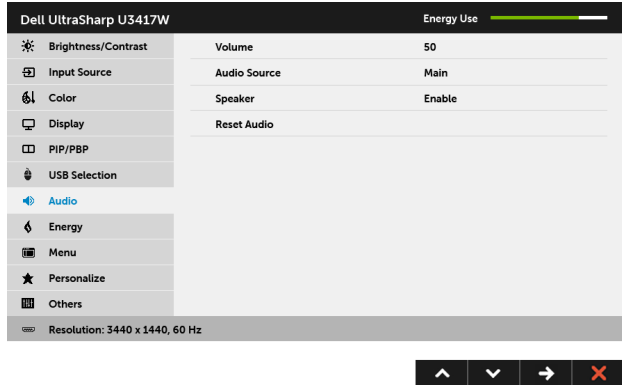 Dell UltraSharp U3417W Energy Use
Brightness/Contrast Volume 50
Input Source Audio Source Main
Color Speaker Enable
Display Reset Audio
PIP/PBP
USB Selection
Audio
Energy
Menu
Personalize
Others
Resolution: 3440 x 1440, 60 Hz